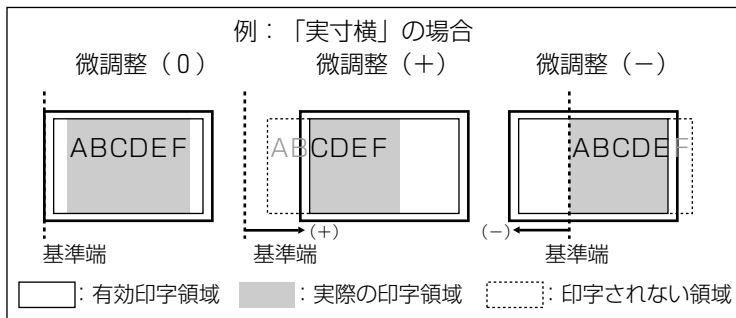 例：「実寸横」の場合
微調整（０） 微調整（＋） 微調整（－）
ABCDEF ABCDEF ABCDEF
(+) (−)
基準端 基準端 基準端
：有効印字領域 ：実際の印字領域 ：印字されない領域